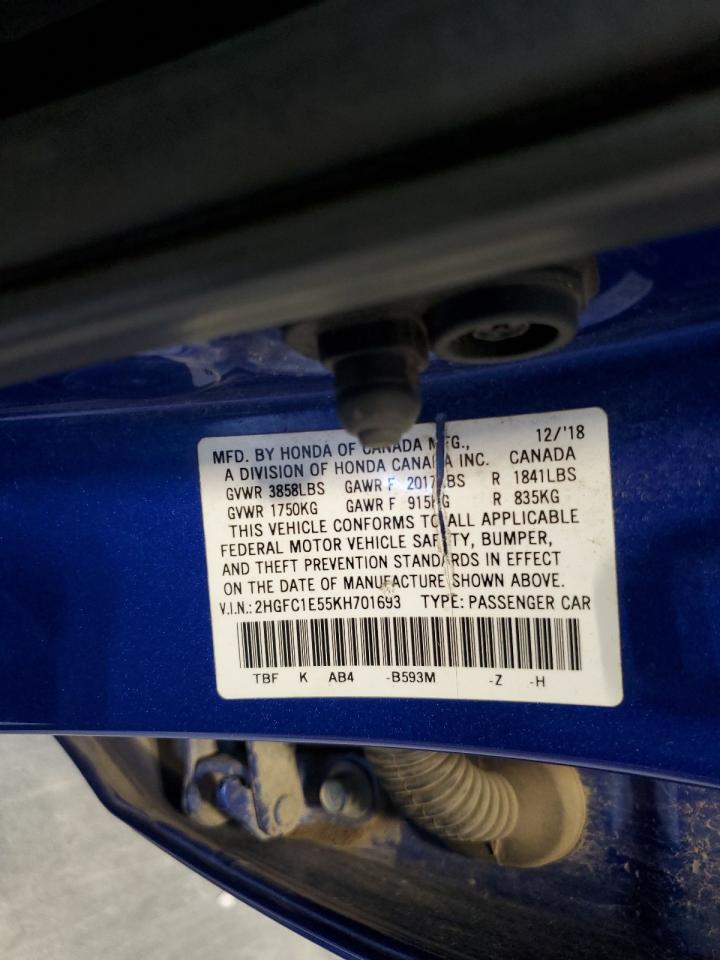 MFD. BY HONDA OF CANADA MFG., 12/'18
A DIVISION OF HONDA CANADA INC. CANADA
GVWR 3858LBS GAWR F 2017LBS R 1841LBS
GVWR 1750KG GAWR F 915KG R 835KG
THIS VEHICLE CONFORMS TO ALL APPLICABLE
FEDERAL MOTOR VEHICLE SAFETY, BUMPER,
AND THEFT PREVENTION STANDARDS IN EFFECT
ON THE DATE OF MANUFACTURE SHOWN ABOVE.
V.I.N.: 2HGFC1E55KH701693 TYPE: PASSENGER CAR
TBF K AB4 -B593M -Z -H